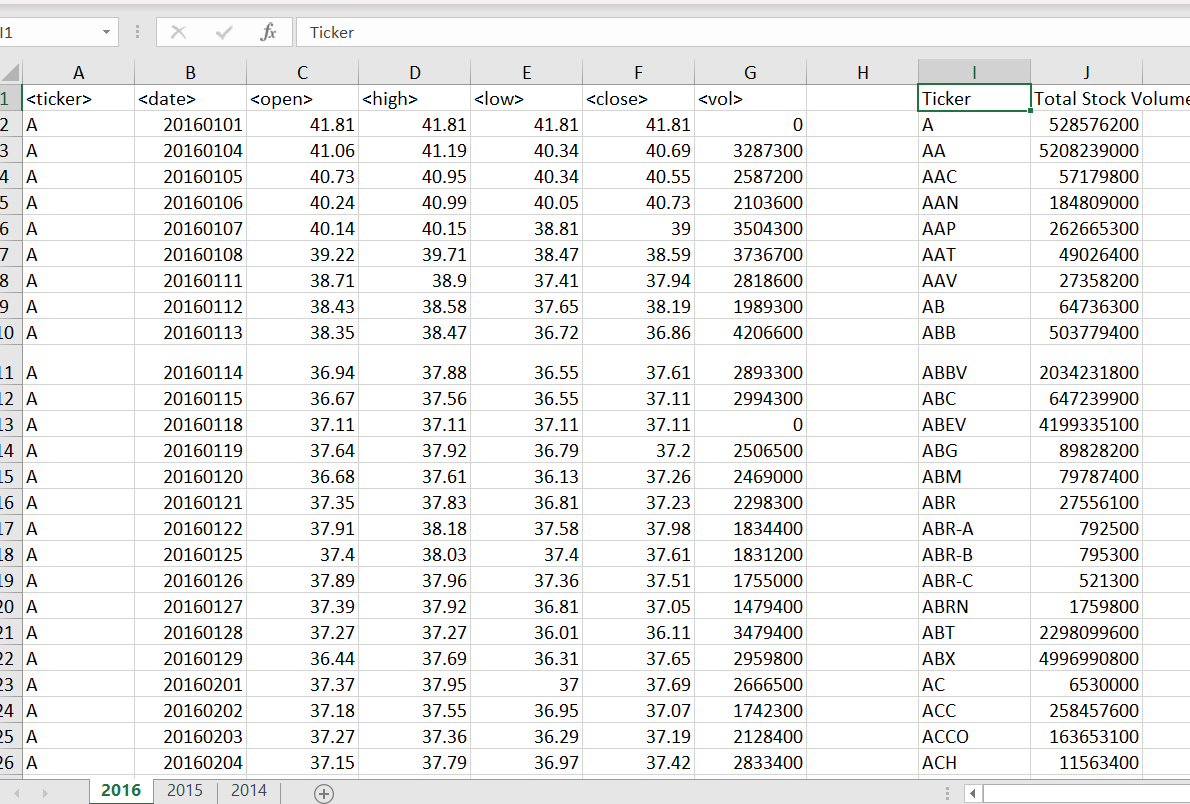 I1 fx Ticker
A B C D E F G H I J
1 <ticker> <date> <open> <high> <low> <close> <vol> Ticker Total Stock Volume
2 A 20160101 41.81 41.81 41.81 41.81 0 A 528576200
3 A 20160104 41.06 41.19 40.34 40.69 3287300 AA 5208239000
4 A 20160105 40.73 40.95 40.34 40.55 2587200 AAC 57179800
5 A 20160106 40.24 40.99 40.05 40.73 2103600 AAN 184809000
6 A 20160107 40.14 40.15 38.81 39 3504300 AAP 262665300
7 A 20160108 39.22 39.71 38.47 38.59 3736700 AAT 49026400
8 A 20160111 38.71 38.9 37.41 37.94 2818600 AAV 27358200
9 A 20160112 38.43 38.58 37.65 38.19 1989300 AB 64736300
10 A 20160113 38.35 38.47 36.72 36.86 4206600 ABB 503779400
11 A 20160114 36.94 37.88 36.55 37.61 2893300 ABBV 2034231800
12 A 20160115 36.67 37.56 36.55 37.11 2994300 ABC 647239900
13 A 20160118 37.11 37.11 37.11 37.11 0 ABEV 4199335100
14 A 20160119 37.64 37.92 36.79 37.2 2506500 ABG 89828200
15 A 20160120 36.68 37.61 36.13 37.26 2469000 ABM 79787400
16 A 20160121 37.35 37.83 36.81 37.23 2298300 ABR 27556100
17 A 20160122 37.91 38.18 37.58 37.98 1834400 ABR-A 792500
18 A 20160125 37.4 38.03 37.4 37.61 1831200 ABR-B 795300
19 A 20160126 37.89 37.96 37.36 37.51 1755000 ABR-C 521300
20 A 20160127 37.39 37.92 36.81 37.05 1479400 ABRN 1759800
21 A 20160128 37.27 37.27 36.01 36.11 3479400 ABT 2298099600
22 A 20160129 36.44 37.69 36.31 37.65 2959800 ABX 4996990800
23 A 20160201 37.37 37.95 37 37.69 2666500 AC 6530000
24 A 20160202 37.18 37.55 36.95 37.07 1742300 ACC 258457600
25 A 20160203 37.27 37.36 36.29 37.19 2128400 ACCO 163653100
26 A 20160204 37.15 37.79 36.97 37.42 2833400 ACH 11563400
2016 2015 2014